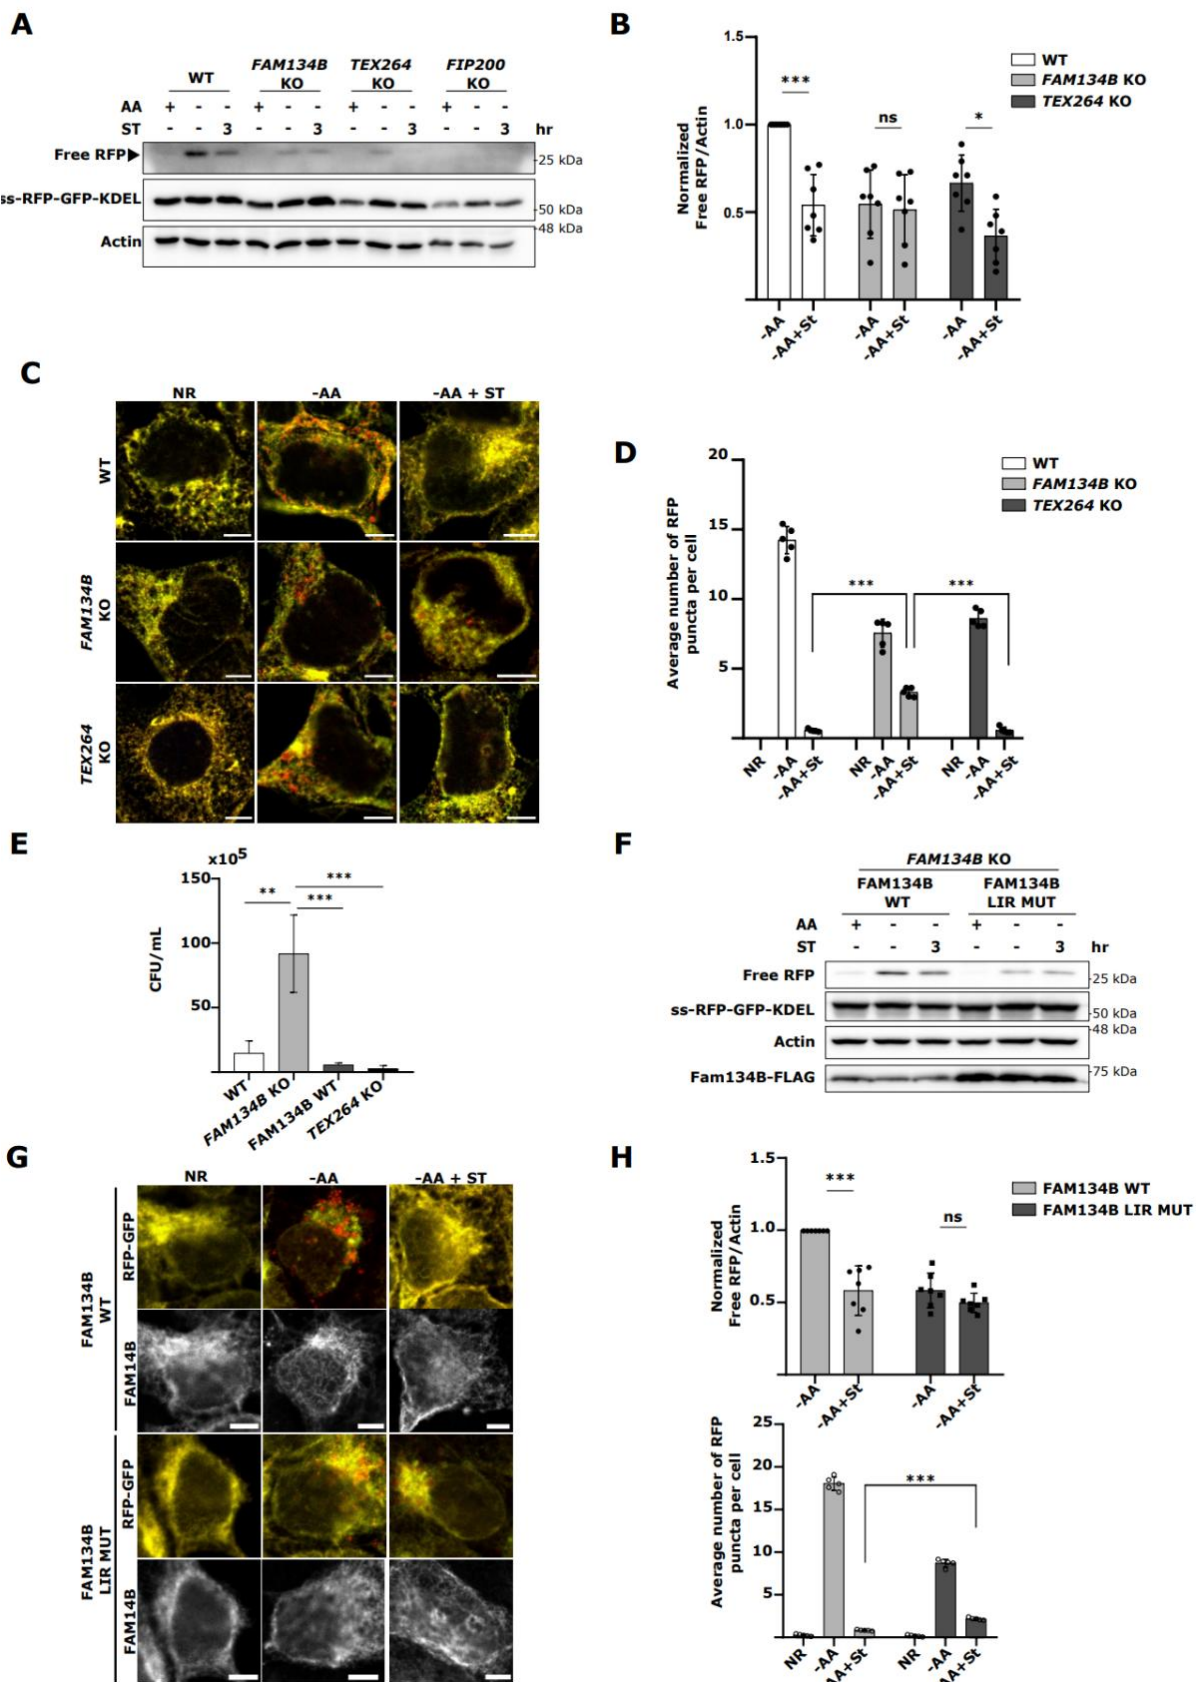 A
WT
FAM134B
KO
TEX264
KO
FIP200
KO
AA + - - + - - + - - + - -
ST - - 3 - - 3 - - 3 - - 3 hr
Free RFP
25 kDa
ss-RFP-GFP-KDEL
50 kDa
48 kDa
Actin
B
1.5
1.0
0.5
Normalized
Free RFP/Actin
***
ns
*
WT
FAM134B KO
TEX264 KO
-AA
-AA+St
-AA
-AA+St
-AA
-AA+St
C
NR
-AA
-AA + ST
WT
FAM134B
KO
TEX264
KO
D
20
15
10
5
Average number of RFP
puncta per cell
***
***
WT
FAM134B KO
TEX264 KO
NR
-AA
-AA+St
NR
-AA
-AA+St
NR
-AA
-AA+St
E
x10⁵
150
100
50
CFU/mL
**
***
***
WT
FAM134B KO
FAM134B WT
TEX264 KO
F
FAM134B KO
FAM134B
WT
FAM134B
LIR MUT
AA + - - + - -
ST - - 3 - - 3 hr
Free RFP
25 kDa
ss-RFP-GFP-KDEL
50 kDa
48 kDa
Actin
Fam134B-FLAG
75 kDa
G
NR
-AA
-AA + ST
FAM134B
WT
RFP-GFP
FAM14B
FAM134B
LIR MUT
RFP-GFP
FAM14B
H
1.5
1.0
0.5
Normalized
Free RFP/Actin
***
ns
FAM134B WT
FAM134B LIR MUT
-AA
-AA+St
-AA
-AA+St
25
20
15
10
5
Average number of RFP
puncta per cell
***
NR
-AA
AA+St
NR
-AA
AA+St